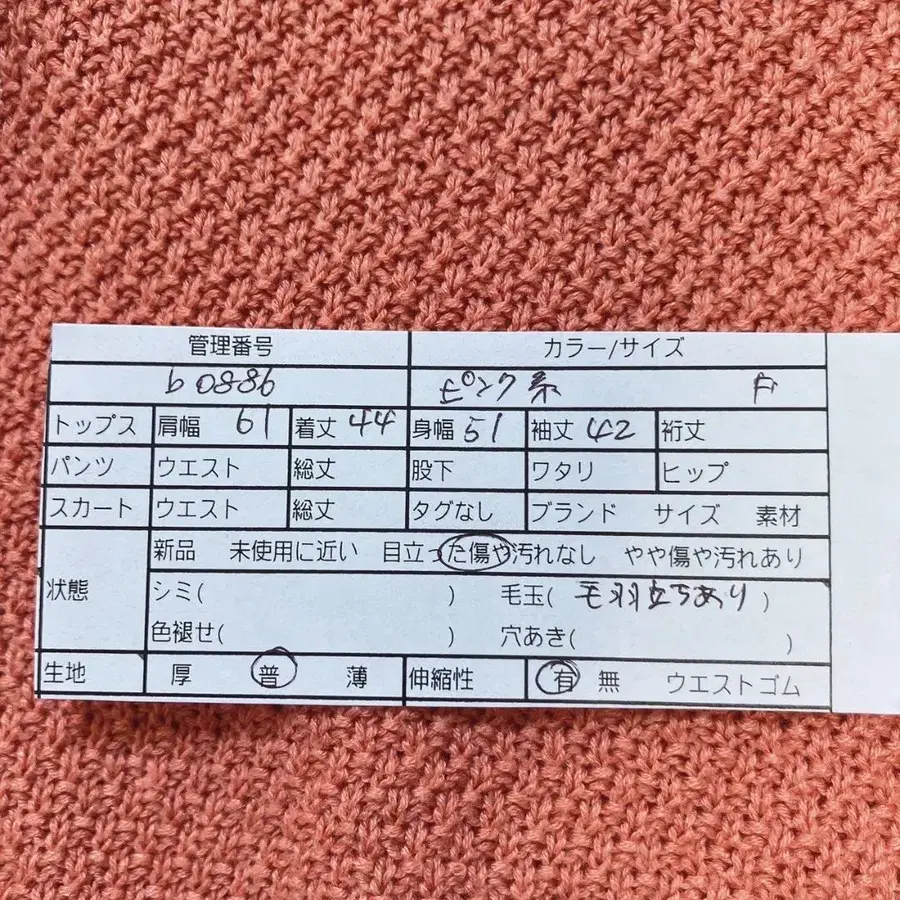 管理番号 カラー/サイズ
b0886 ピンク系 F
トップス 肩幅 61 着丈 44 身幅 51 袖丈 42 裄丈
パンツ ウエスト 総丈 股下 ワタリ ヒップ
スカート ウエスト 総丈 タグなし ブランド サイズ 素材
新品 未使用に近い 目立った傷や汚れなし やや傷や汚れあり
状態 シミ( ) 毛玉( 毛羽立ちあり )
色褪せ( ) 穴あき( )
生地 厚 普 薄 伸縮性 有 無 ウエストゴム